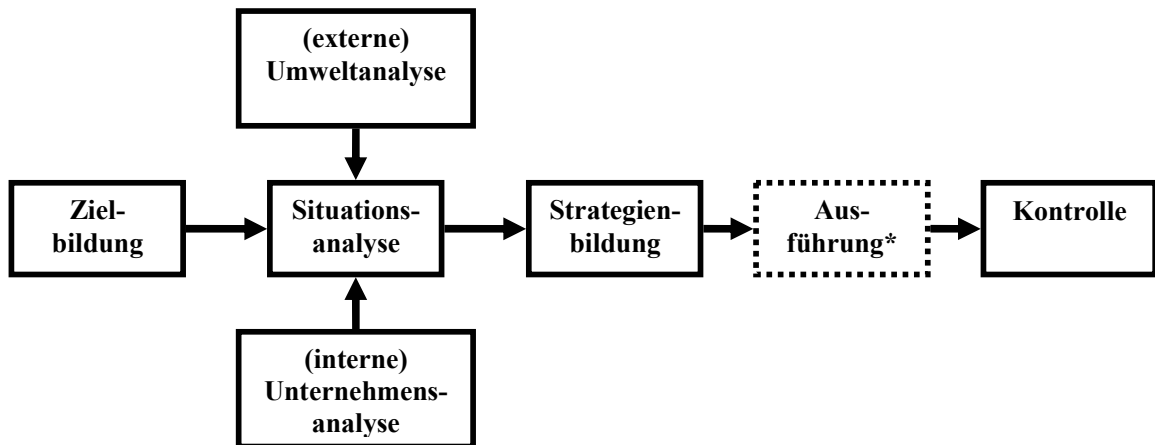 (externe)
Umweltanalyse
Ziel-
bildung
Situations-
analyse
Strategien-
bildung
Aus-
führung*
Kontrolle
(interne)
Unternehmens-
analyse